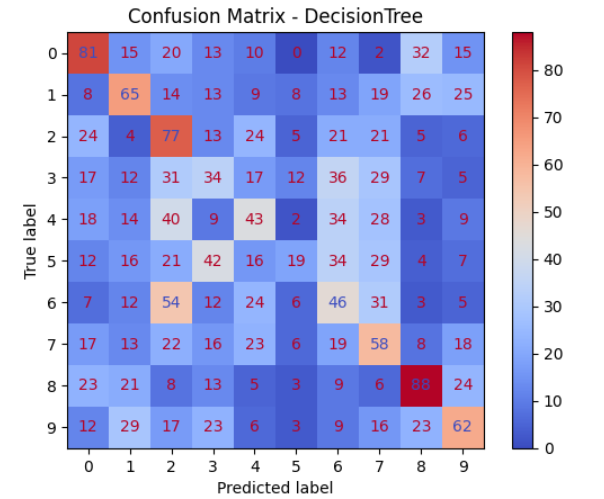 Confusion Matrix - DecisionTree
0 81 15 20 13 10 0 12 2 32 15
1 8 65 14 13 9 8 13 19 26 25
2 24 4 77 13 24 5 21 21 5 6
3 17 12 31 34 17 12 36 29 7 5
4 18 14 40 9 43 2 34 28 3 9
5 12 16 21 42 16 19 34 29 4 7
6 7 12 54 12 24 6 46 31 3 5
7 17 13 22 16 23 6 19 58 8 18
8 23 21 8 13 5 3 9 6 88 24
9 12 29 17 23 6 3 9 16 23 62
0 1 2 3 4 5 6 7 8 9
Predicted label
True label
80
70
60
50
40
30
20
10
0